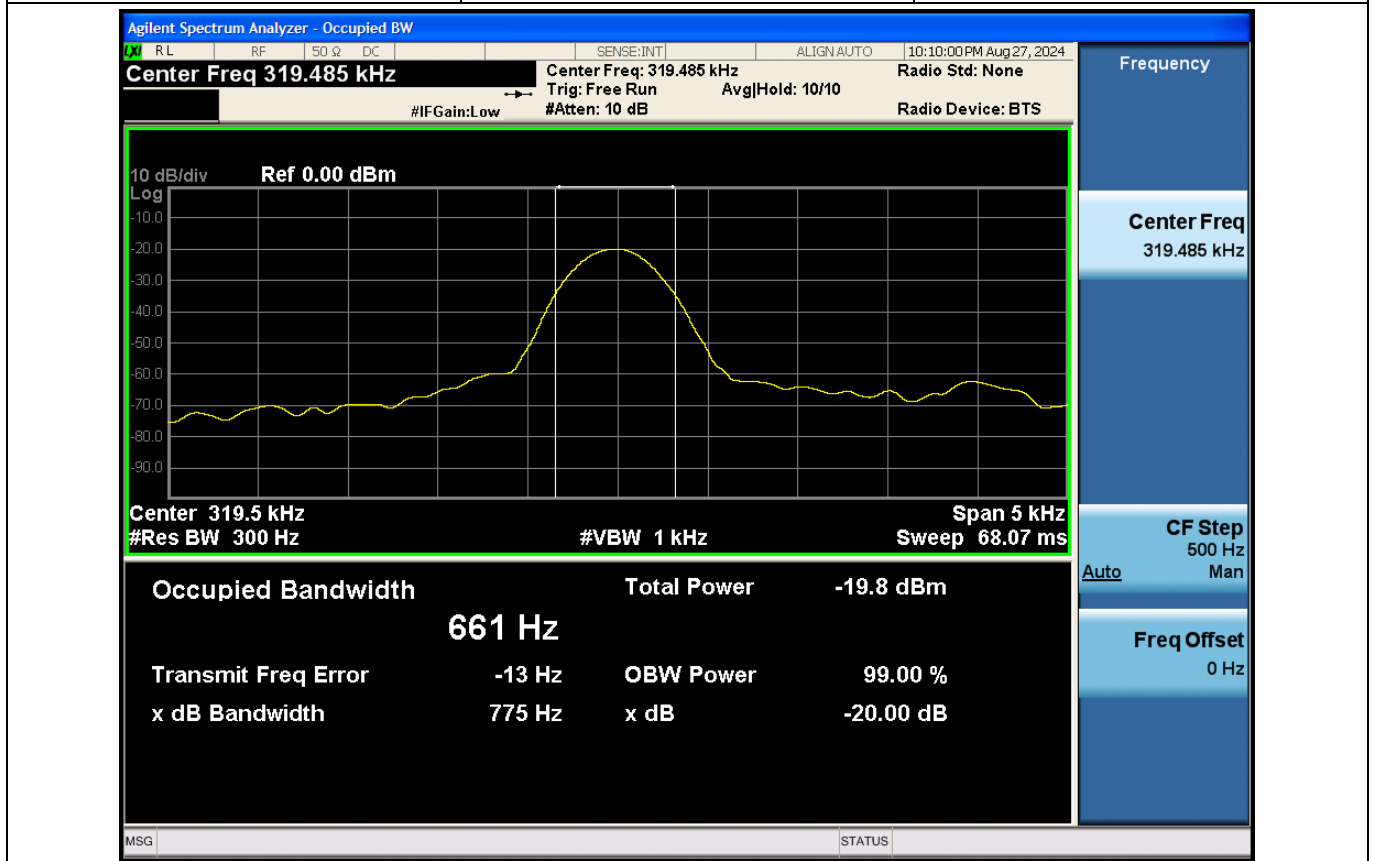 Agilent Spectrum Analyzer - Occupied BW
LXI RL RF 50 Ω DC SENSE:INT ALIGN AUTO 10:10:00 PM Aug 27, 2024
Center Freq 319.485 kHz
#IFGain:Low
Center Freq: 319.485 kHz
Trig: Free Run Avg|Hold: 10/10
#Atten: 10 dB
Radio Std: None
Radio Device: BTS
10 dB/div Ref 0.00 dBm
Log
-10.0
-20.0
-30.0
-40.0
-50.0
-60.0
-70.0
-80.0
-90.0
Center 319.5 kHz Span 5 kHz
#Res BW 300 Hz #VBW 1 kHz Sweep 68.07 ms
Occupied Bandwidth Total Power -19.8 dBm
661 Hz
Transmit Freq Error -13 Hz OBW Power 99.00 %
x dB Bandwidth 775 Hz x dB -20.00 dB
Frequency
Center Freq
319.485 kHz
CF Step
500 Hz
Auto Man
Freq Offset
0 Hz
MSG STATUS